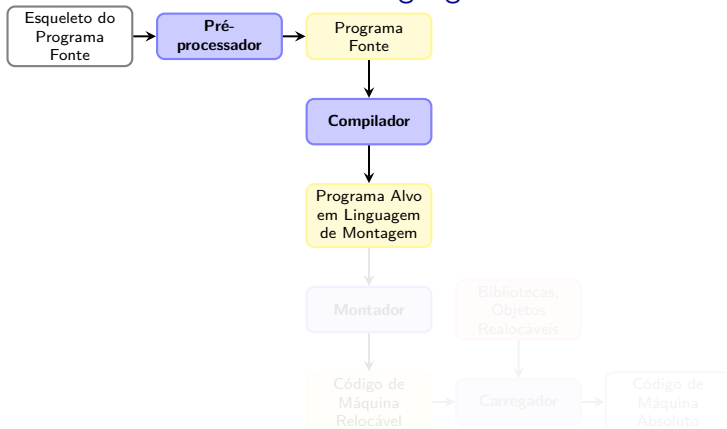 Esqueleto do
Programa
Fonte
Pré-
processador
Programa
Fonte
Compilador
Programa Alvo
em Linguagem
de Montagem
Montador
Bibliotecas,
Objetos
Realocáveis
Código de
Máquina
Relocável
Carregador
Código de
Máquina
Absoluto